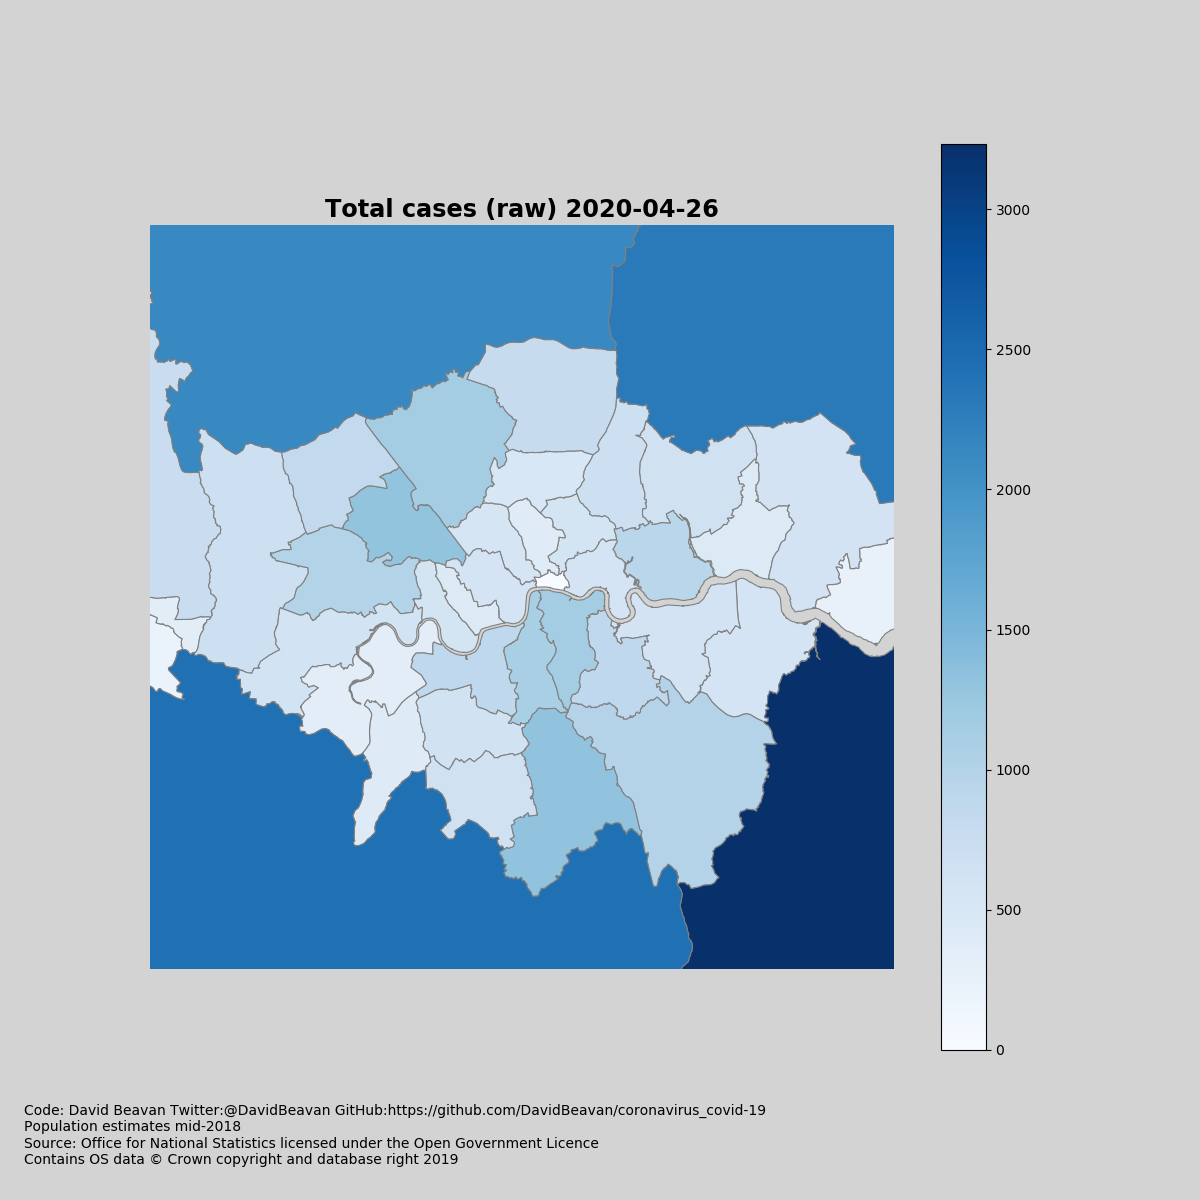 Total cases (raw) 2020-04-26
3000
2500
2000
1500
1000
500
0
Code: David Beavan Twitter:@DavidBeavan GitHub:https://github.com/DavidBeavan/coronavirus_covid-19
Population estimates mid-2018
Source: Office for National Statistics licensed under the Open Government Licence
Contains OS data © Crown copyright and database right 2019